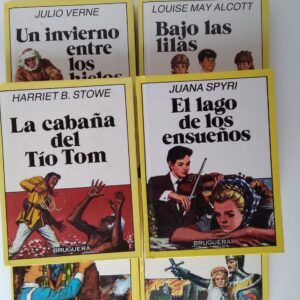 JULIO VERNE
Un invierno
entre
los
hielos
LOUISE MAY ALCOTT
Bajo las
lilas
HARRIET B. STOWE
La cabaña
del
Tío Tom
BRUGUERA
JUANA SPYRI
El lago
de los
ensueños
BRUGUERA